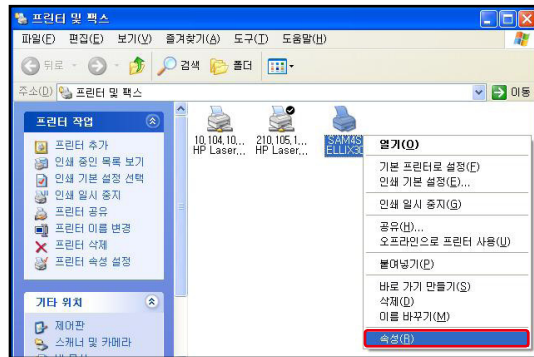 프린터 및 팩스
파일(F) 편집(E) 보기(V) 즐겨찾기(A) 도구(T) 도움말(H)
뒤로 검색 폴더
주소(D) 프린터 및 팩스 이동
프린터 작업
프린터 추가
인쇄 중인 목록 보기
인쇄 기본 설정 선택
인쇄 일시 중지
프린터 공유
프린터 이름 변경
프린터 삭제
프린터 속성 설정
기타 위치
제어판
스캐너 및 카메라
10,104,10...
HP Laser...
210,105,1...
HP Laser...
SAM4S
ELLIX30
열기(O)
기본 프린터로 설정(F)
인쇄 기본 설정(E)...
인쇄 일시 중지(G)
공유(H)...
오프라인으로 프린터 사용(U)
붙여넣기(P)
바로 가기 만들기(S)
삭제(D)
이름 바꾸기(M)
속성(R)